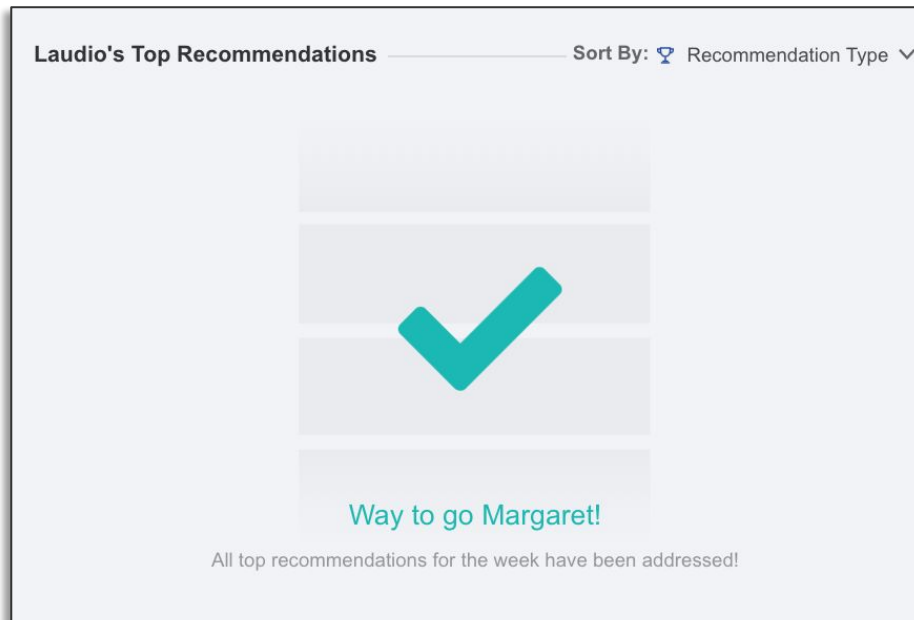 Laudio's Top Recommendations Sort By: Recommendation Type
Way to go Margaret!
All top recommendations for the week have been addressed!